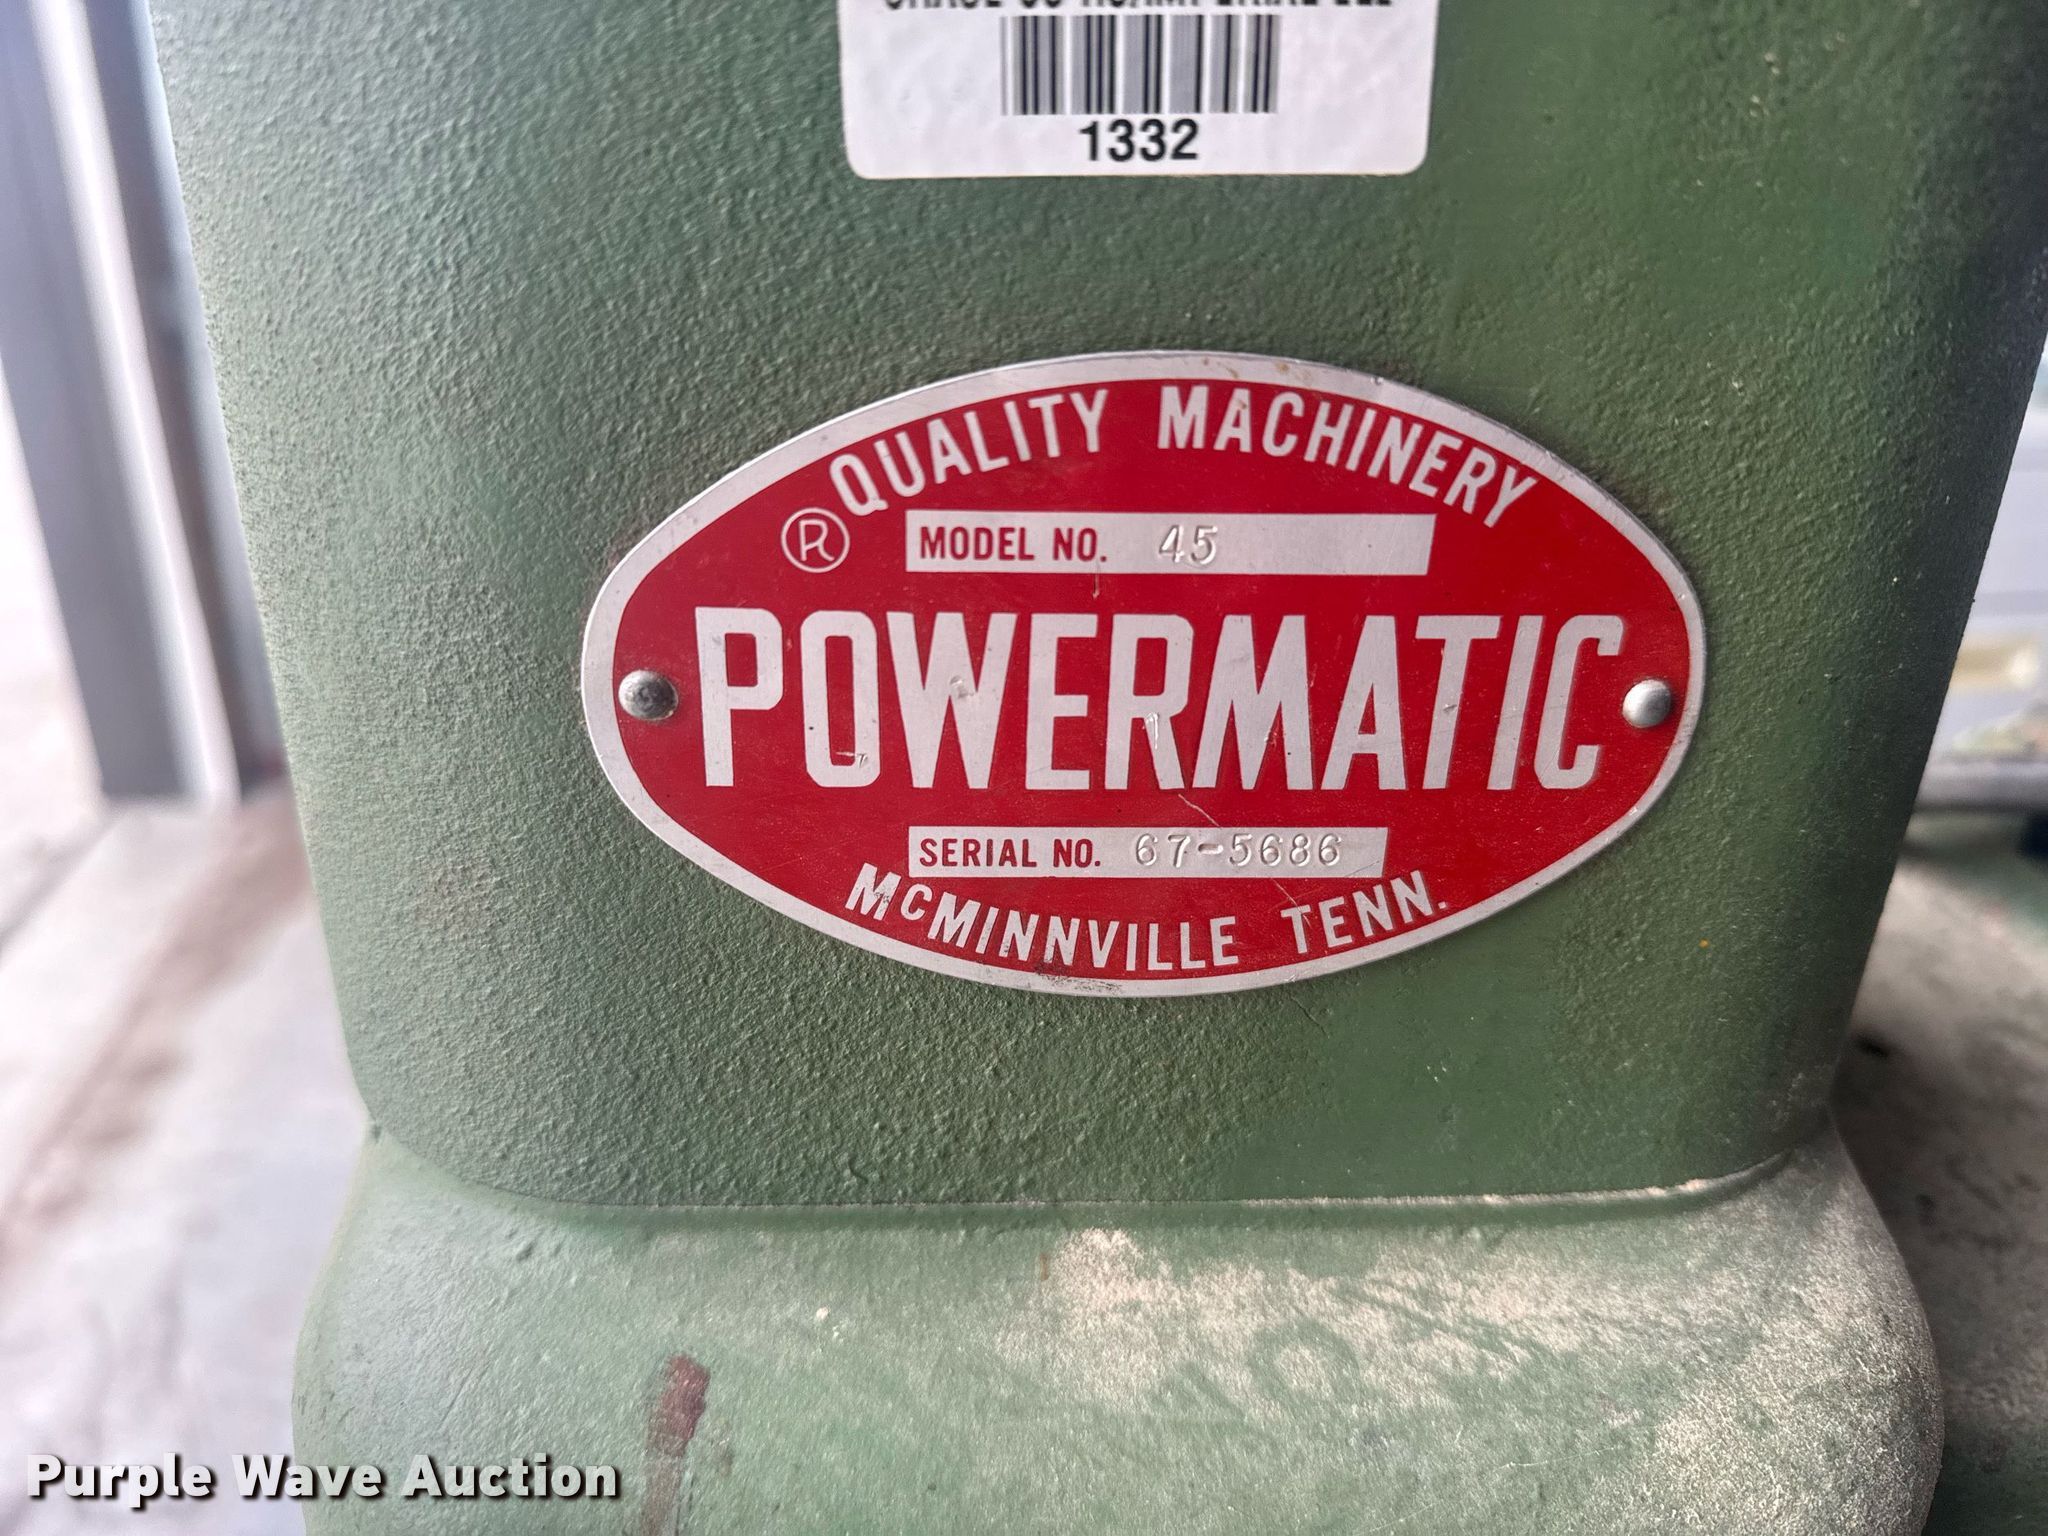 1332
QUALITY MACHINERY
®
MODEL NO. 45
POWERMATIC
SERIAL NO. 67-5686
McMINNVILLE TENN.
Purple Wave Auction